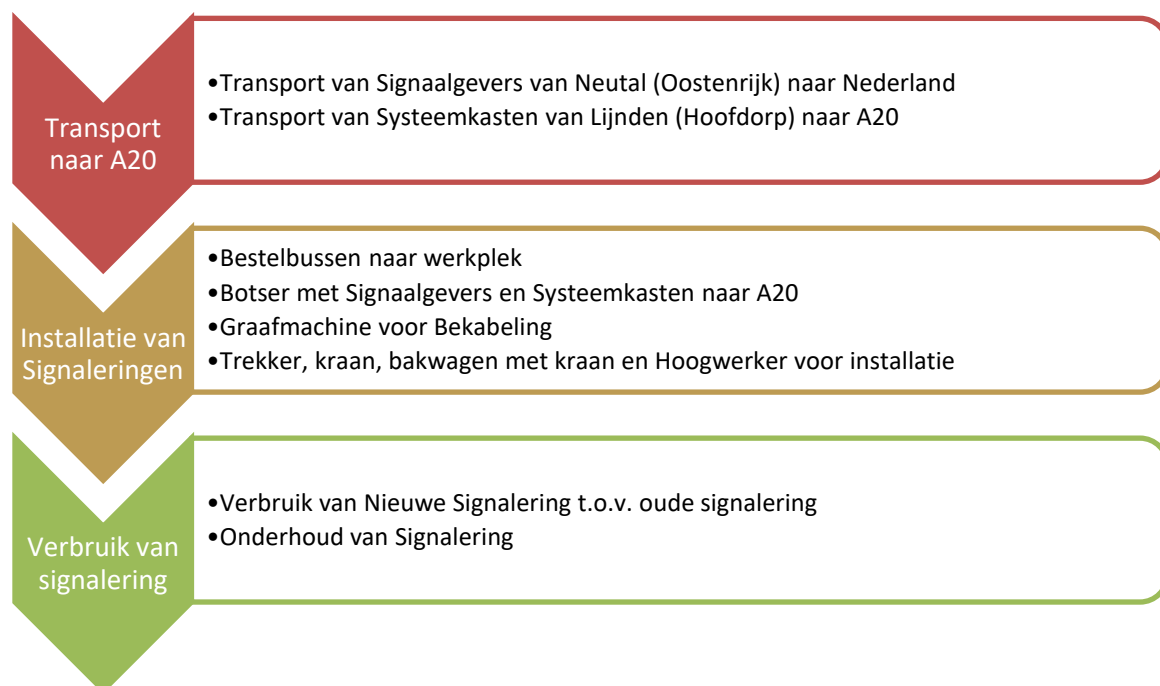 Transport
naar A20
•Transport van Signaalgevers van Neutal (Oostenrijk) naar Nederland
•Transport van Systeemkasten van Lijnden (Hoofdorp) naar A20
Installatie van
Signaleringen
•Bestelbussen naar werkplek
•Botser met Signaalgevers en Systeemkasten naar A20
•Graafmachine voor Bekabeling
•Trekker, kraan, bakwagen met kraan en Hoogwerker voor installatie
Verbruik van
signalering
•Verbruik van Nieuwe Signalering t.o.v. oude signalering
•Onderhoud van Signalering